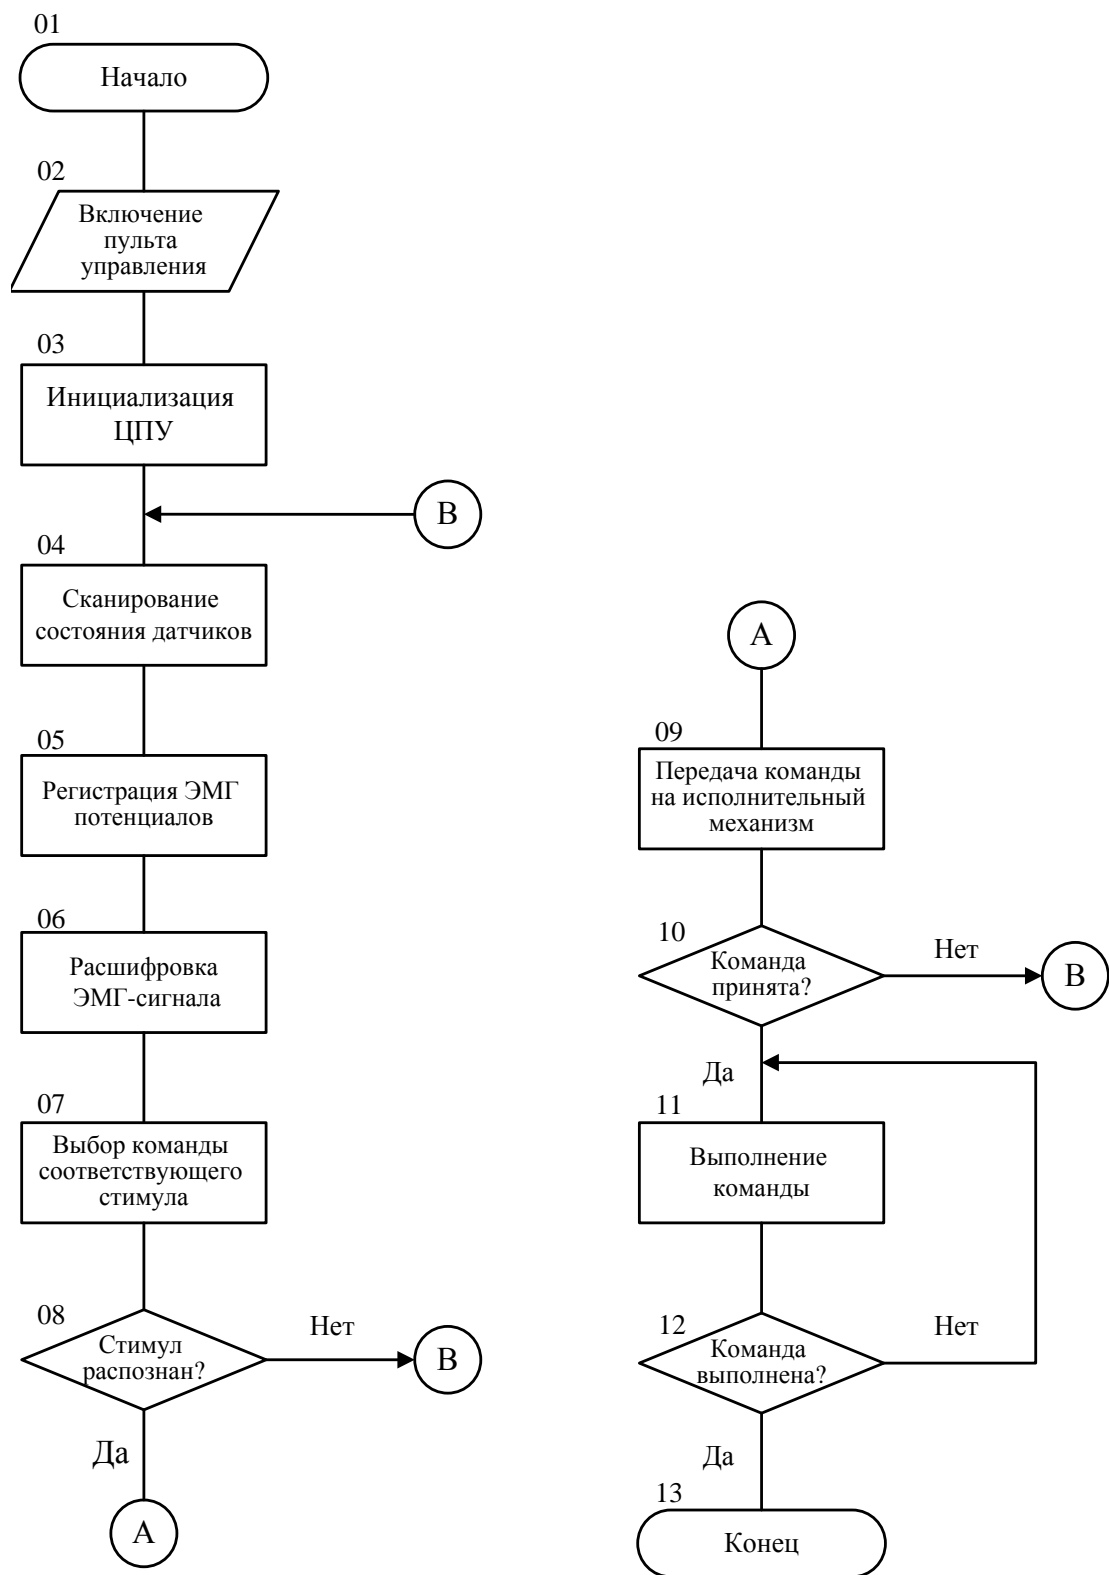 01
Начало
02
Включение
пульта
управления
03
Инициализация
ЦПУ
В
04
Сканирование
состояния датчиков
05
Регистрация ЭМГ
потенциалов
06
Расшифровка
ЭМГ-сигнала
07
Выбор команды
соответствующего
стимула
08
Стимул
распознан?
Нет
В
Да
А
А
09
Передача команды
на исполнительный
механизм
10
Команда
принята?
Нет
В
Да
11
Выполнение
команды
12
Команда
выполнена?
Нет
Да
13
Конец